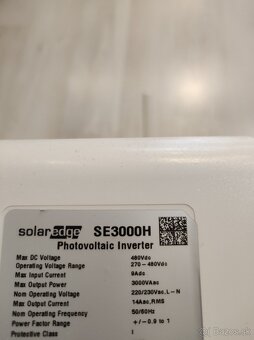 solaredge SE3000H
Photovoltaic Inverter
Max DC Voltage 480Vdc
Operating Voltage Range 270 - 480Vdc
Max Input Current 9Adc
Max Output Power 3000VAac
Nom Operating Voltage 220/230Vac, L-N
Max Output Current 14Aac, RMS
Nom Operating Frequency 50/60Hz
Power Factor Range +/-0.9 to 1
Protective Class I